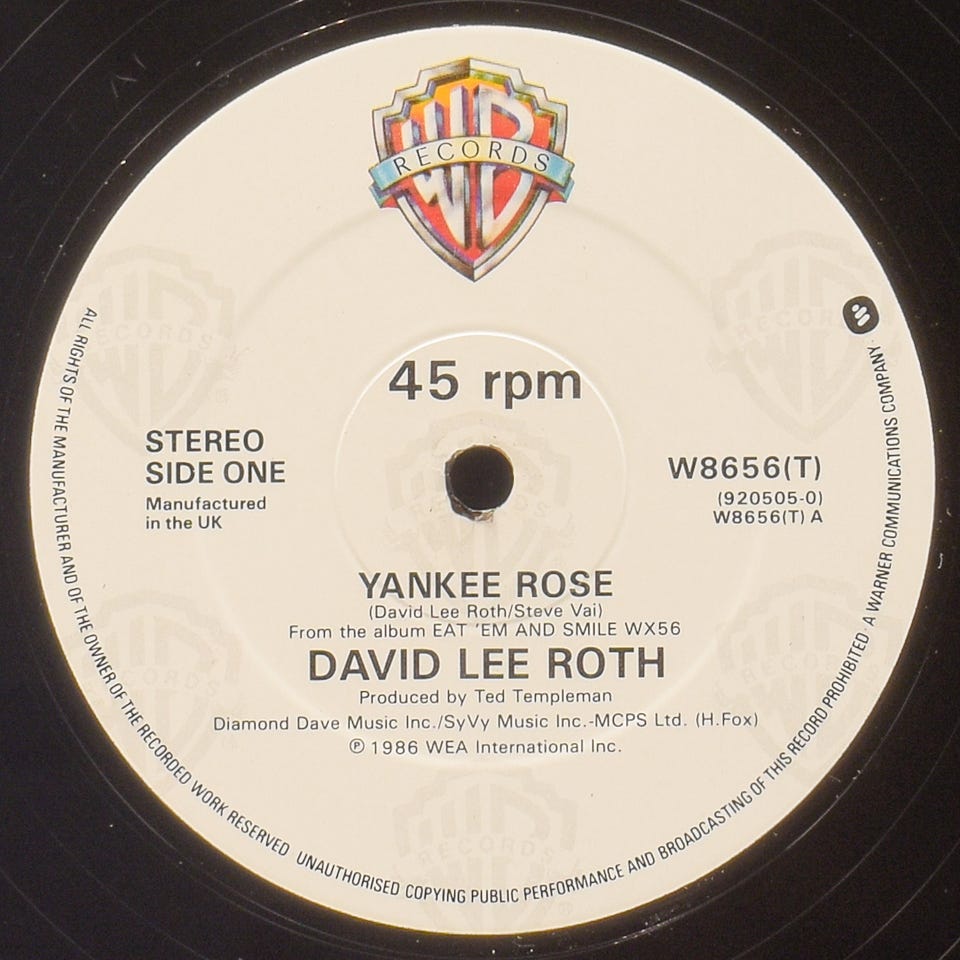 WB
RECORDS
45 rpm
STEREO
SIDE ONE
Manufactured
in the UK
W8656(T)
(920505-0)
W8656(T) A
YANKEE ROSE
(David Lee Roth/Steve Vai)
From the album EAT 'EM AND SMILE WX56
DAVID LEE ROTH
Produced by Ted Templeman
Diamond Dave Music Inc./SyVy Music Inc.-MCPS Ltd. (H.Fox)
℗ 1986 WEA International Inc.
ALL RIGHTS OF THE MANUFACTURER AND OF THE OWNER OF THE RECORDED WORK RESERVED UNAUTHORISED COPYING PUBLIC PERFORMANCE AND BROADCASTING OF THIS RECORD PROHIBITED · A WARNER COMMUNICATIONS COMPANY ·